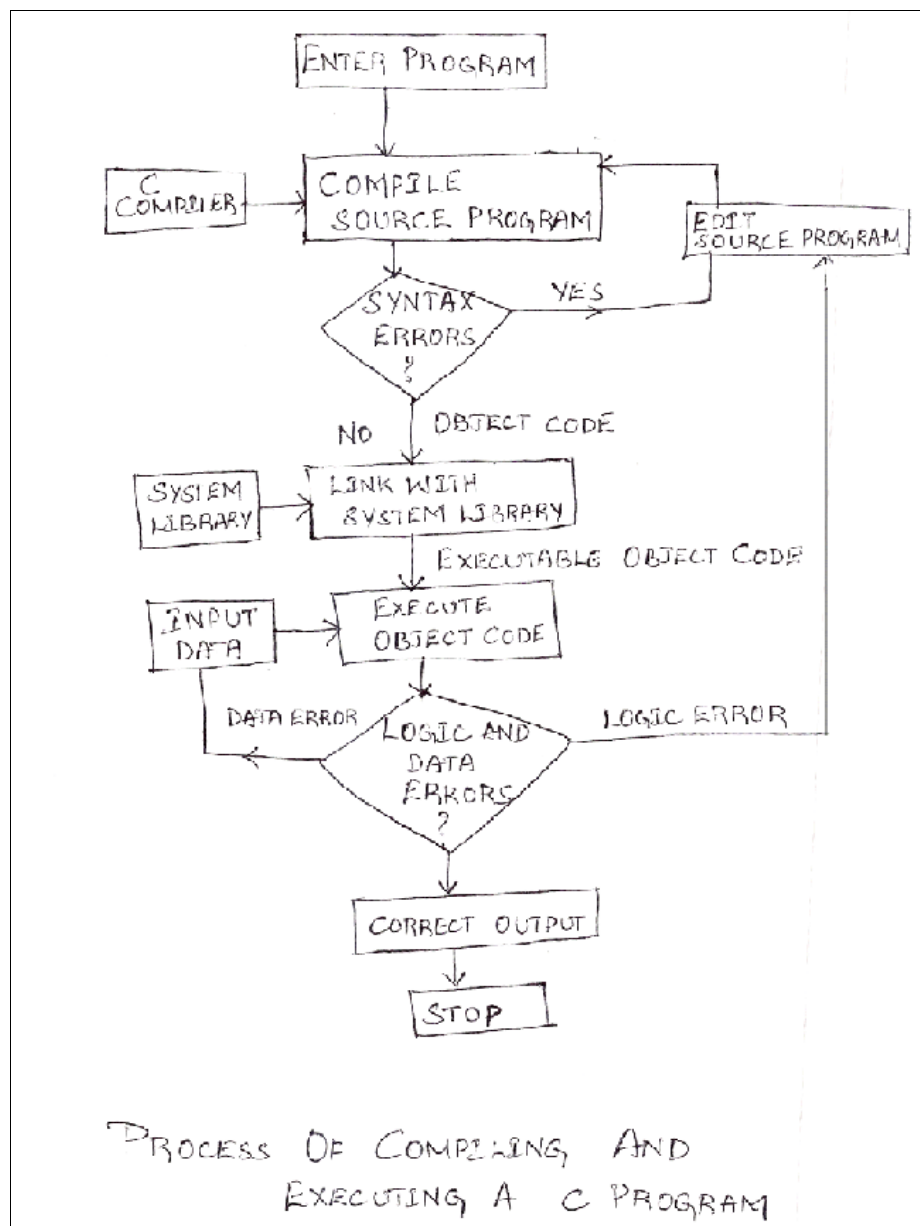 ENTER PROGRAM
C
COMPILER
COMPILE
SOURCE PROGRAM
EDIT
SOURCE PROGRAM
SYNTAX
ERRORS
?
YES
NO
OBJECT CODE
SYSTEM
LIBRARY
LINK WITH
SYSTEM LIBRARY
EXECUTABLE OBJECT CODE
INPUT
DATA
EXECUTE
OBJECT CODE
DATA ERROR
LOGIC AND
DATA
ERRORS
?
LOGIC ERROR
CORRECT OUTPUT
STOP
PROCESS OF COMPILING AND
EXECUTING A C PROGRAM